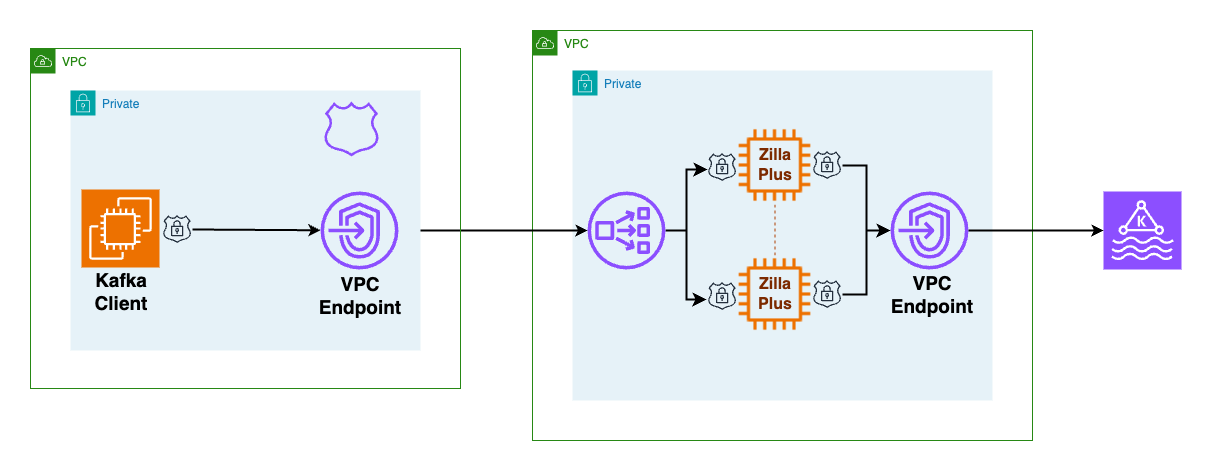 VPC
Private
Kafka
Client
VPC
Endpoint
VPC
Private
Zilla
Plus
Zilla
Plus
VPC
Endpoint
K